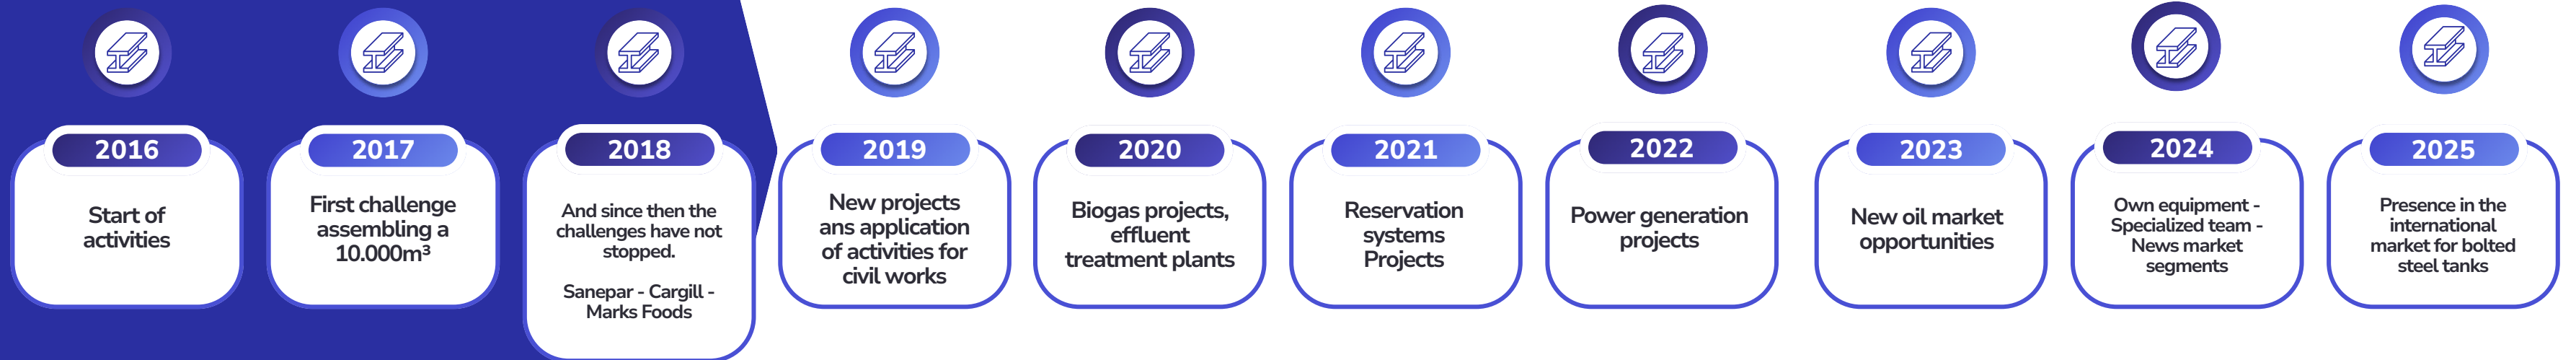 2016
Start of
activities
2017
First challenge
assembling a
10.000m³
2018
And since then the
challenges have not
stopped.
Sanepar - Cargill -
Marks Foods
2019
New projects
ans application
of activities for
civil works
2020
Biogas projects,
effluent
treatment plants
2021
Reservation
systems
Projects
2022
Power generation
projects
2023
New oil market
opportunities
2024
Own equipment -
Specialized team -
News market
segments
2025
Presence in the
international
market for bolted
steel tanks